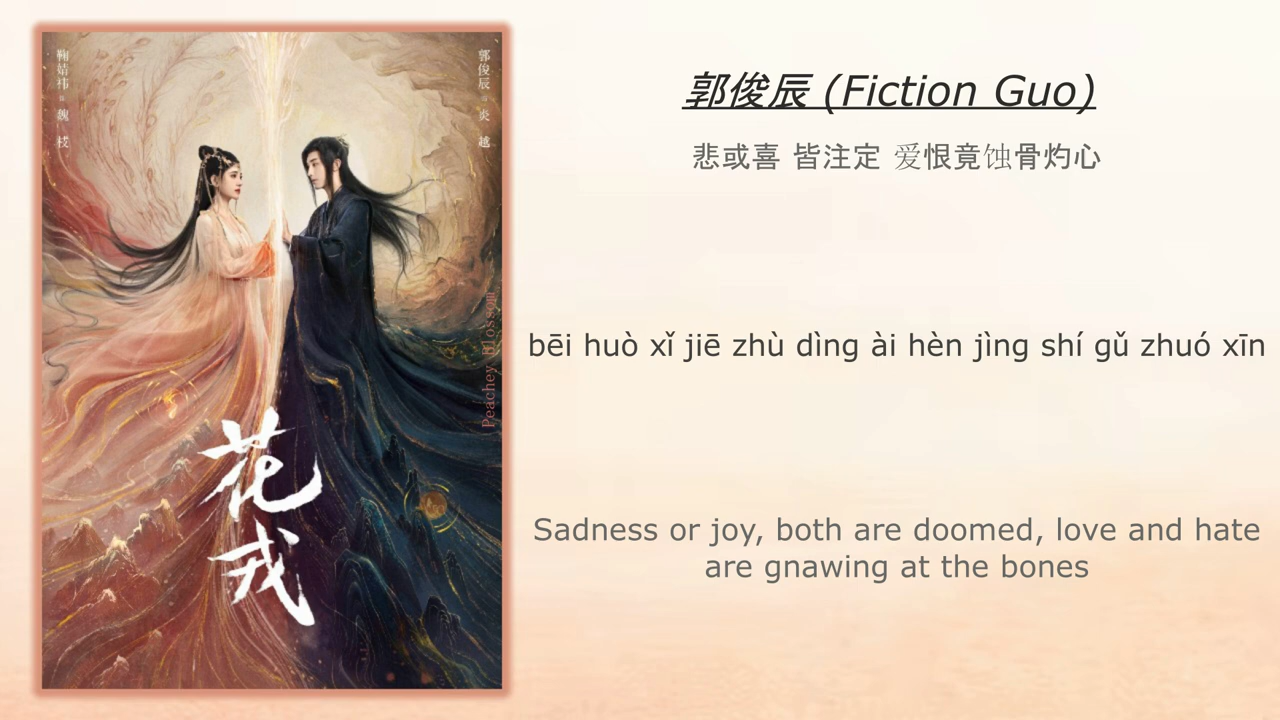 鞠婧祎 饰 魏枝
郭俊辰 饰 炎越
Peachey Blossom
花戎
郭俊辰 (Fiction Guo)
悲或喜 皆注定 爱恨竟蚀骨灼心
bēi huò xǐ jiē zhù dìng ài hèn jìng shí gǔ zhuó xīn
Sadness or joy, both are doomed, love and hate
are gnawing at the bones